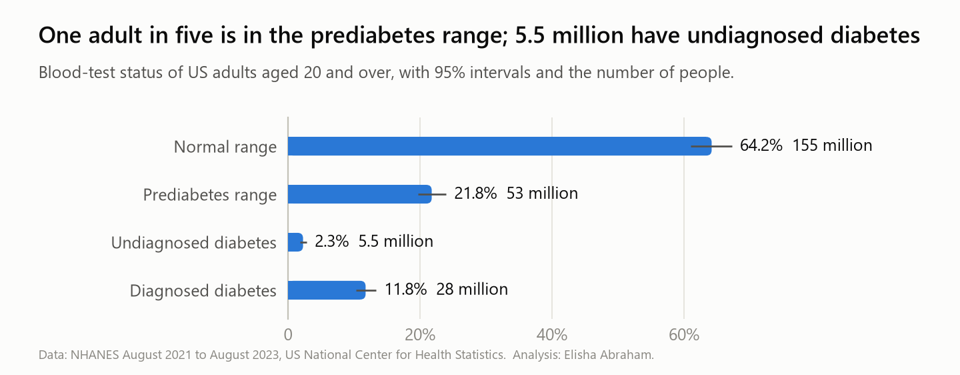 One adult in five is in the prediabetes range; 5.5 million have undiagnosed diabetes
Blood-test status of US adults aged 20 and over, with 95% intervals and the number of people.
Normal range 64.2% 155 million
Prediabetes range 21.8% 53 million
Undiagnosed diabetes 2.3% 5.5 million
Diagnosed diabetes 11.8% 28 million
0 20% 40% 60%
Data: NHANES August 2021 to August 2023, US National Center for Health Statistics. Analysis: Elisha Abraham.